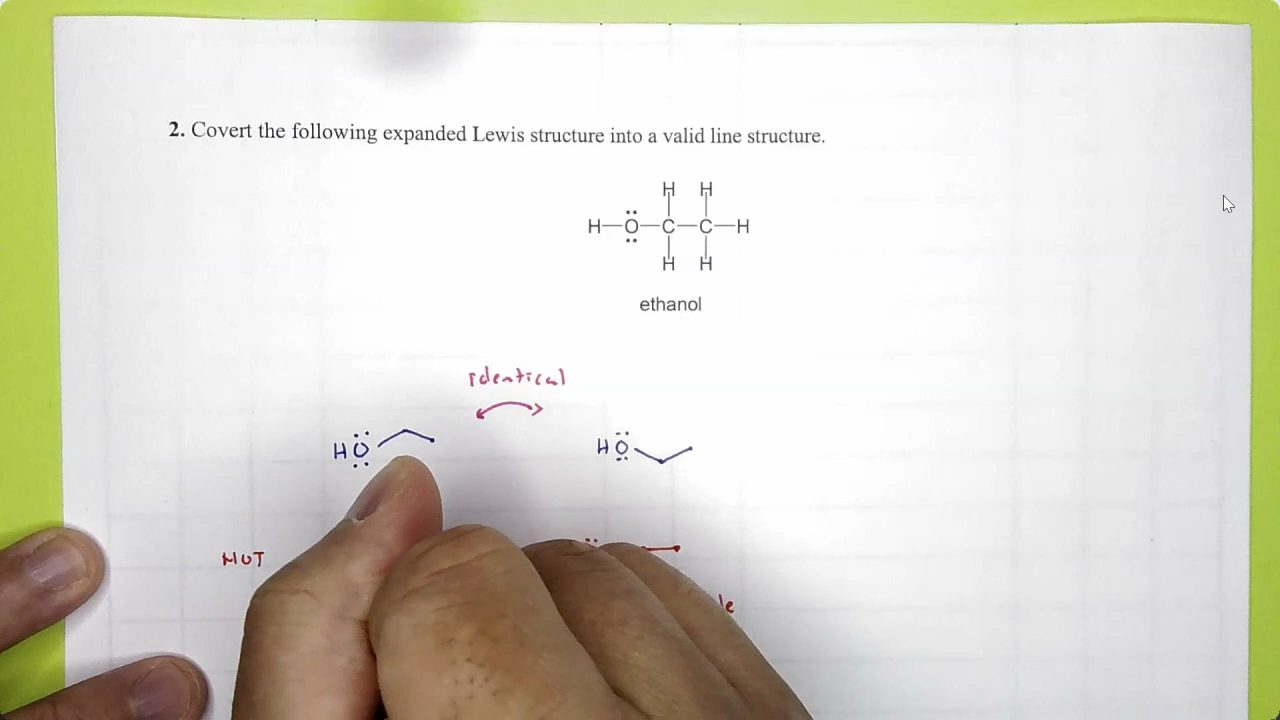 2. Covert the following expanded Lewis structure into a valid line structure.
H H
H—Ö—C—C—H
H H
ethanol
identical
HÖ HÖ
NOT